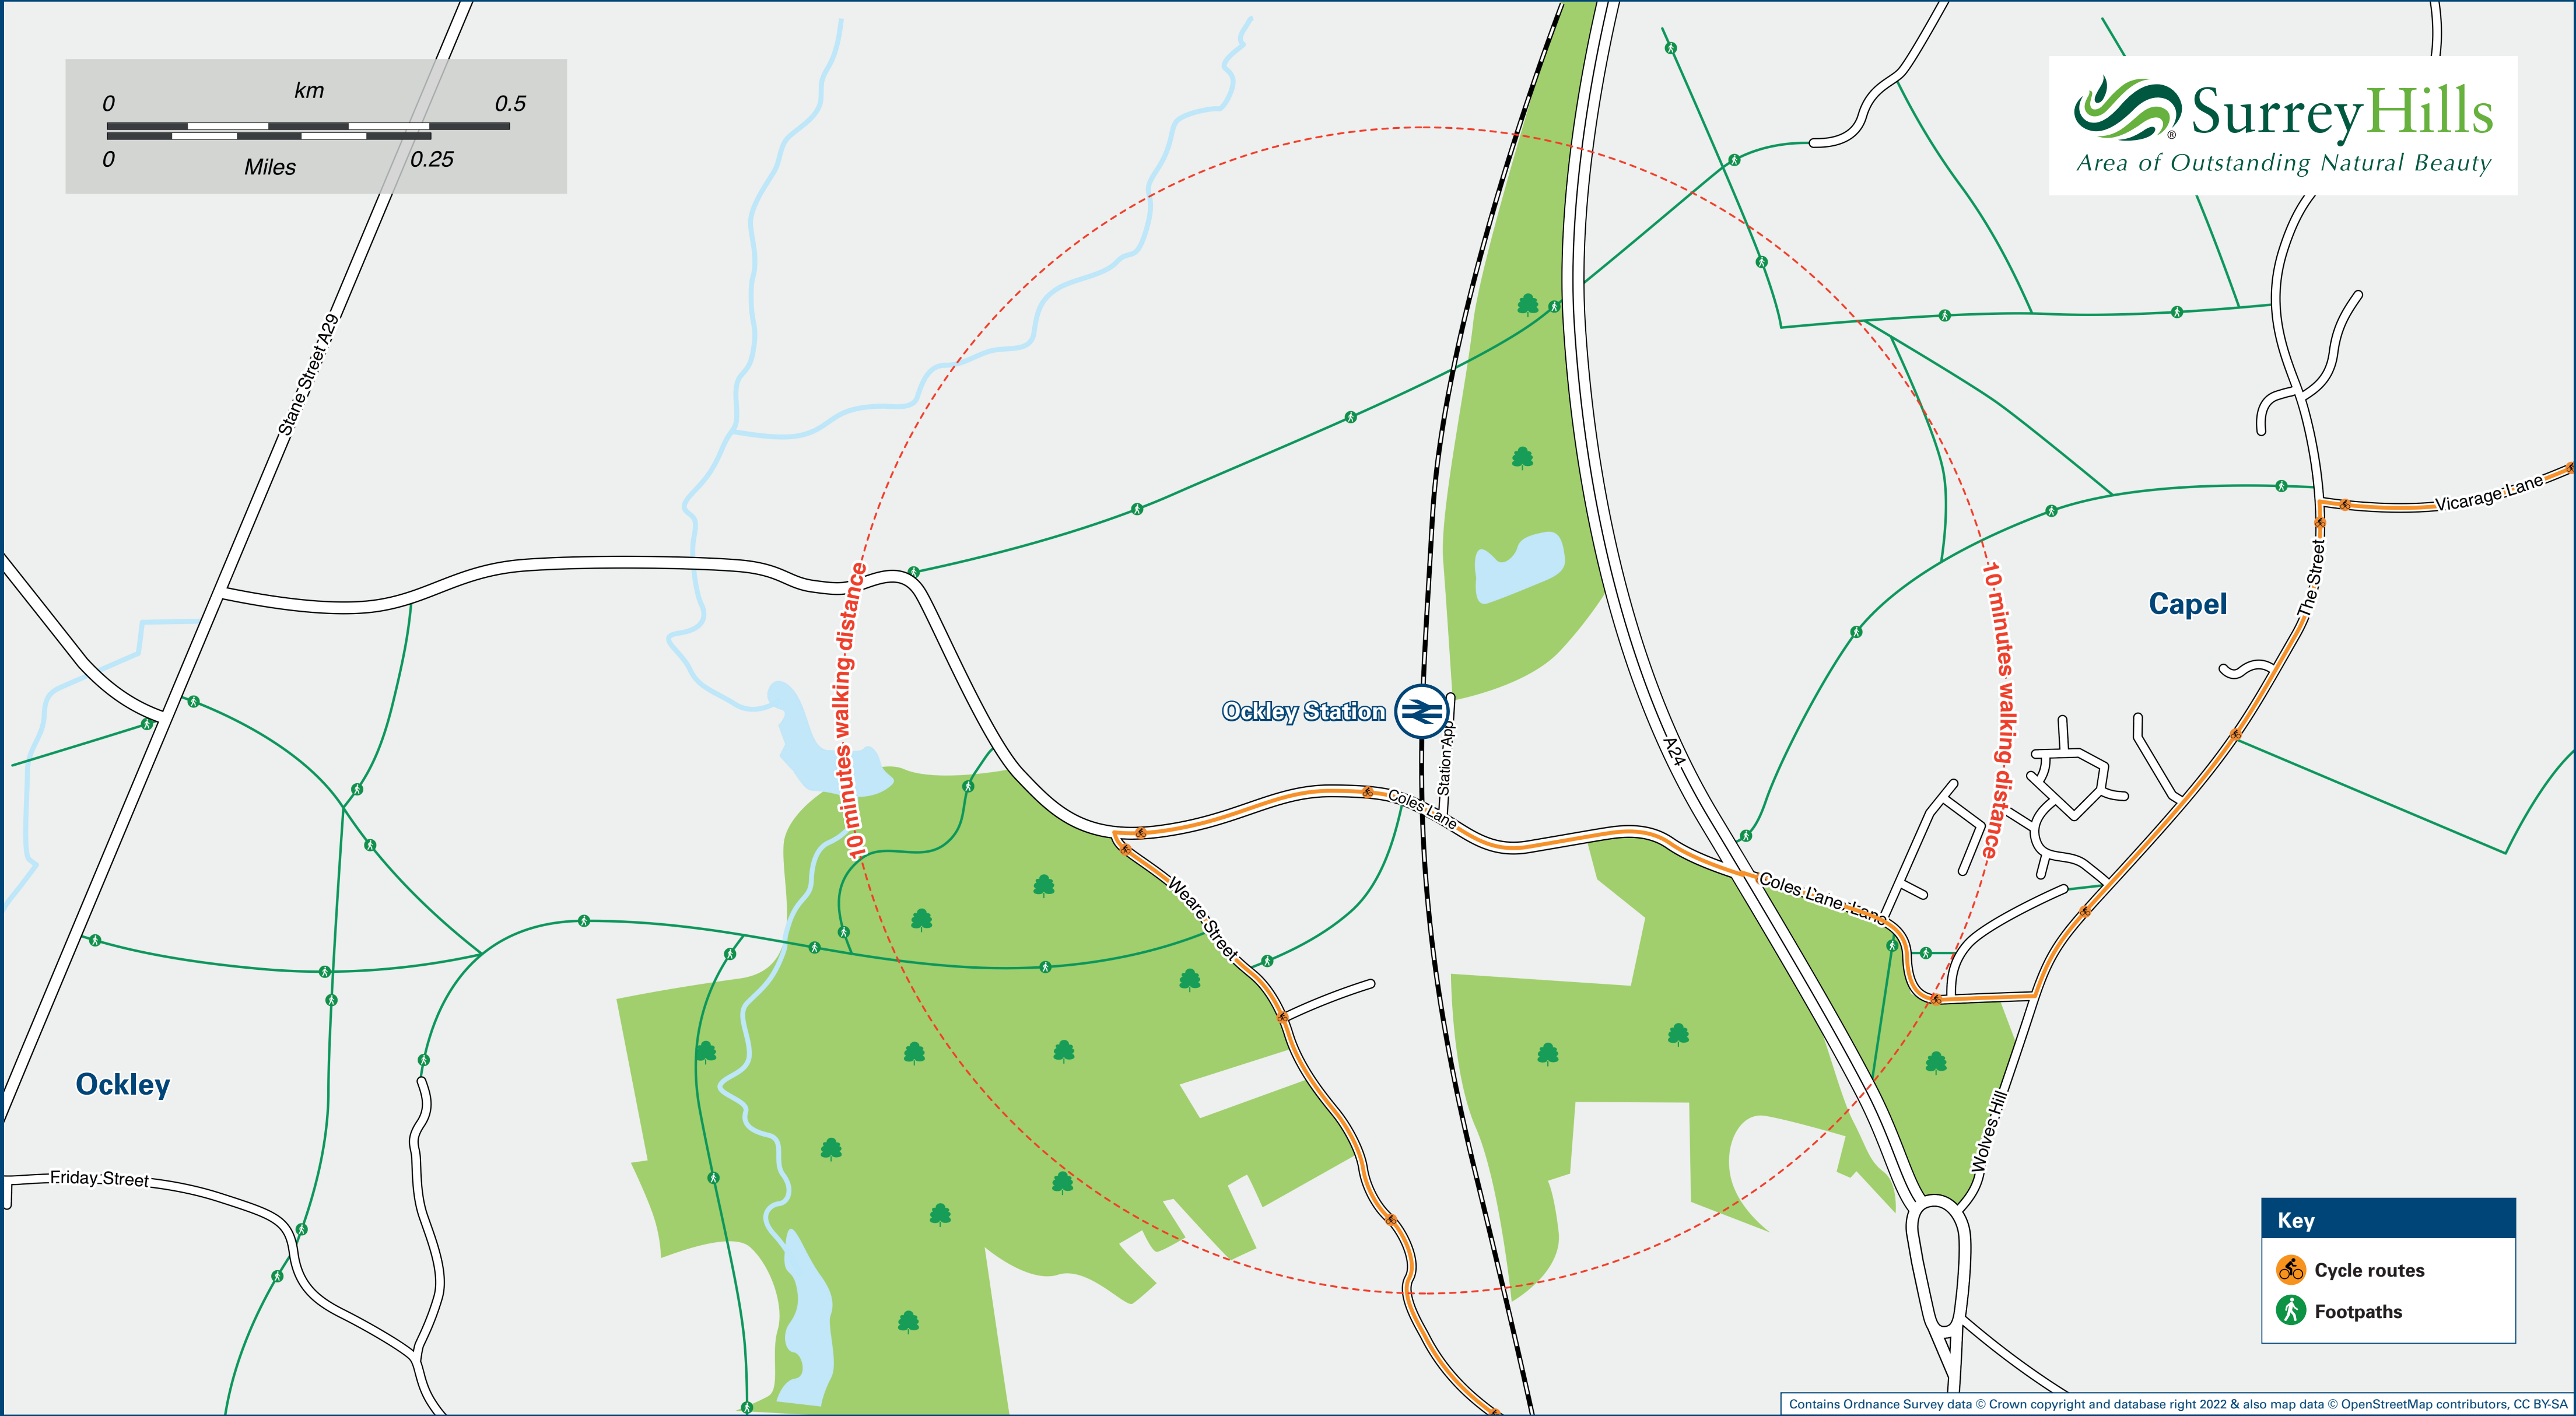 km
0 0.5
0 0.25
Miles
SurreyHills
®
Area of Outstanding Natural Beauty
Stane Street A29
Vicarage Lane
The Street
Capel
10 minutes walking distance
10 minutes walking distance
Ockley Station
Station App
A24
Coles Lane
Coles Lane
Lane
Weare Street
Ockley
Friday Street
Wolves Hill
Key
Cycle routes
Footpaths
Contains Ordnance Survey data © Crown copyright and database right 2022 & also map data © OpenStreetMap contributors, CC BY-SA